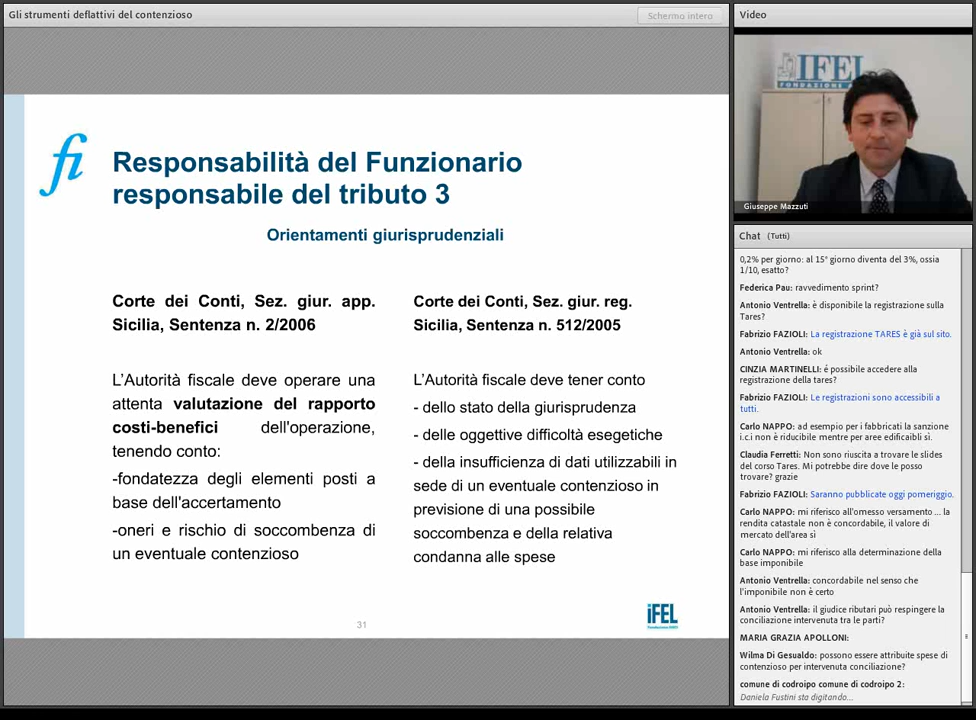 Gli strumenti deflattivi del contenzioso
Schermo intero
fi
Responsabilità del Funzionario
responsabile del tributo 3
Orientamenti giurisprudenziali
Corte dei Conti, Sez. giur. app.
Sicilia, Sentenza n. 2/2006
L'Autorità fiscale deve operare una
attenta valutazione del rapporto
costi-benefici dell'operazione,
tenendo conto:
-fondatezza degli elementi posti a
base dell'accertamento
-oneri e rischio di soccombenza di
un eventuale contenzioso
Corte dei Conti, Sez. giur. reg.
Sicilia, Sentenza n. 512/2005
L'Autorità fiscale deve tener conto
- dello stato della giurisprudenza
- delle oggettive difficoltà esegetiche
- della insufficienza di dati utilizzabili in
sede di un eventuale contenzioso in
previsione di una possibile
soccombenza e della relativa
condanna alle spese
31
iFEL
Video
IFEL
FONDAZIONE
Giuseppe Mazzuti
Chat (Tutti)
0,2% per giorno: al 15° giorno diventa del 3%, ossia
1/10, esatto?
Federica Pau: ravvedimento sprint?
Antonio Ventrella: è disponibile la registrazione sulla
Tares?
Fabrizio FAZIOLI: La registrazione TARES è già sul sito.
Antonio Ventrella: ok
CINZIA MARTINELLI: é possibile accedere alla
registrazione della tares?
Fabrizio FAZIOLI: Le registrazioni sono accessibili a
tutti.
Carlo NAPPO: ad esempio per i fabbricati la sanzione
i.c.i non è riducibile mentre per aree edificaibli sì.
Claudia Ferretti: Non sono riuscita a trovare le slides
del corso Tares. Mi potrebbe dire dove le posso
trovare? grazie
Fabrizio FAZIOLI: Saranno pubblicate oggi pomeriggio.
Carlo NAPPO: mi riferisco all'omesso versamento ... la
rendita catastale non è concordabile, il valore di
mercato dell'area sì
Carlo NAPPO: mi riferisco alla determinazione della
base imponibile
Antonio Ventrella: concordabile nel senso che
l'imponibile non è certo
Antonio Ventrella: il giudice ributari può respingere la
conciliazione intervenuta tra le parti?
MARIA GRAZIA APOLLONI:
Wilma Di Gesualdo: possono essere attribuite spese di
contenzioso per intervenuta conciliazione?
comune di codroipo comune di codroipo 2:
Daniela Fustini sta digitando...